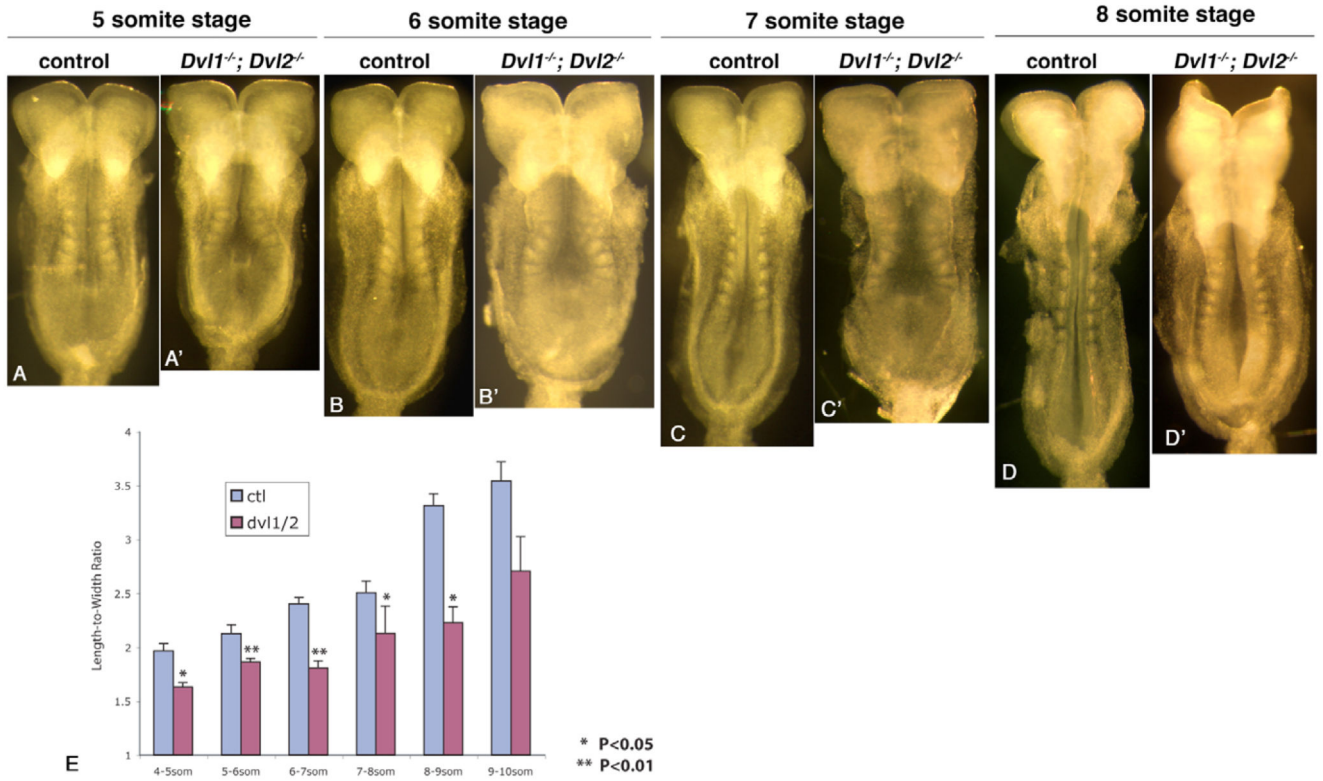 5 somite stage
6 somite stage
7 somite stage
8 somite stage
control
Dvl1-/-; Dvl2-/-
control
Dvl1-/-; Dvl2-/-
control
Dvl1-/-; Dvl2-/-
control
Dvl1-/-; Dvl2-/-
A
A'
B
B'
C
C'
D
D'
4
3.5
3
2.5
2
1.5
1
Length-to-Width Ratio
ctl
dvl1/2
*
**
**
*
*
4-5som
5-6som
6-7som
7-8som
8-9som
9-10som
E
* P<0.05
** P<0.01